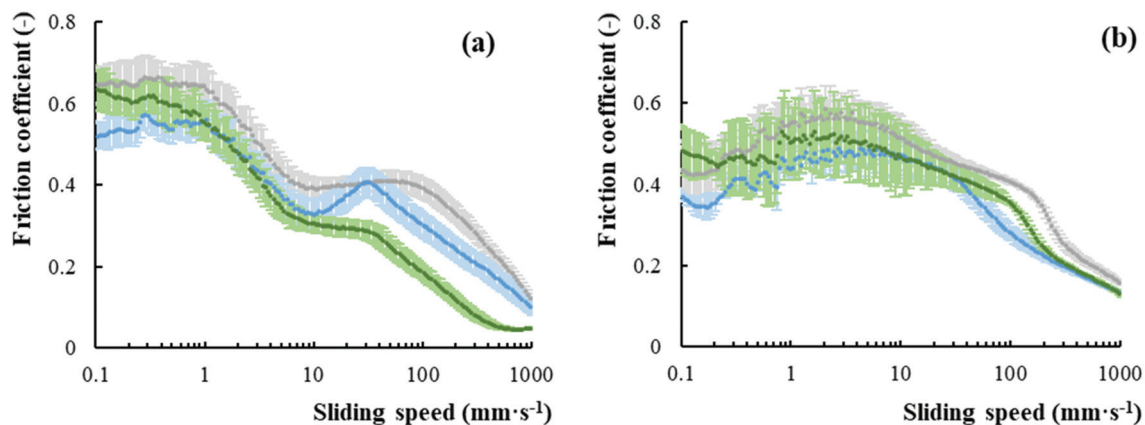 (a)
Friction coefficient (-)
0.8
0.6
0.4
0.2
0
0.1 1 10 100 1000
Sliding speed (mm·s⁻¹)
(b)
Friction coefficient (-)
0.8
0.6
0.4
0.2
0
0.1 1 10 100 1000
Sliding speed (mm·s⁻¹)